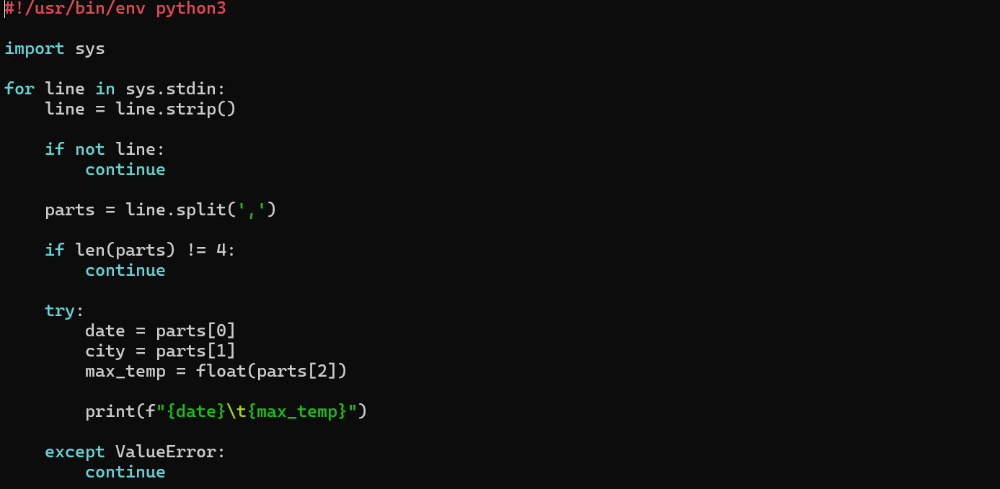 #!/usr/bin/env python3
import sys
for line in sys.stdin:
    line = line.strip()
    if not line:
        continue
    parts = line.split(',')
    if len(parts) != 4:
        continue
    try:
        date = parts[0]
        city = parts[1]
        max_temp = float(parts[2])
        print(f"{date}\t{max_temp}")
    except ValueError:
        continue